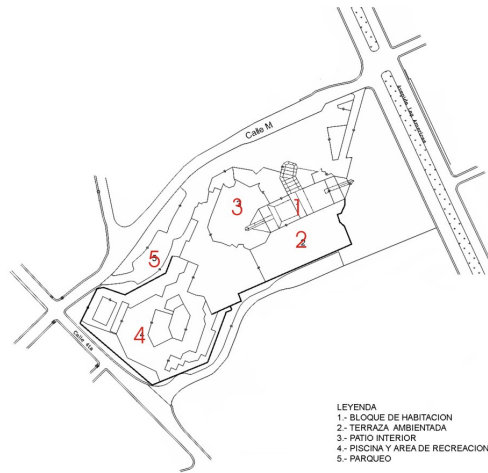 Calle M
Avenida Las Américas
1
3
2
5
4
Calle 41A
LEYENDA
1.- BLOQUE DE HABITACION
2.- TERRAZA AMBIENTADA
3.- PATIO INTERIOR
4.- PISCINA Y AREA DE RECREACION
5.- PARQUEO